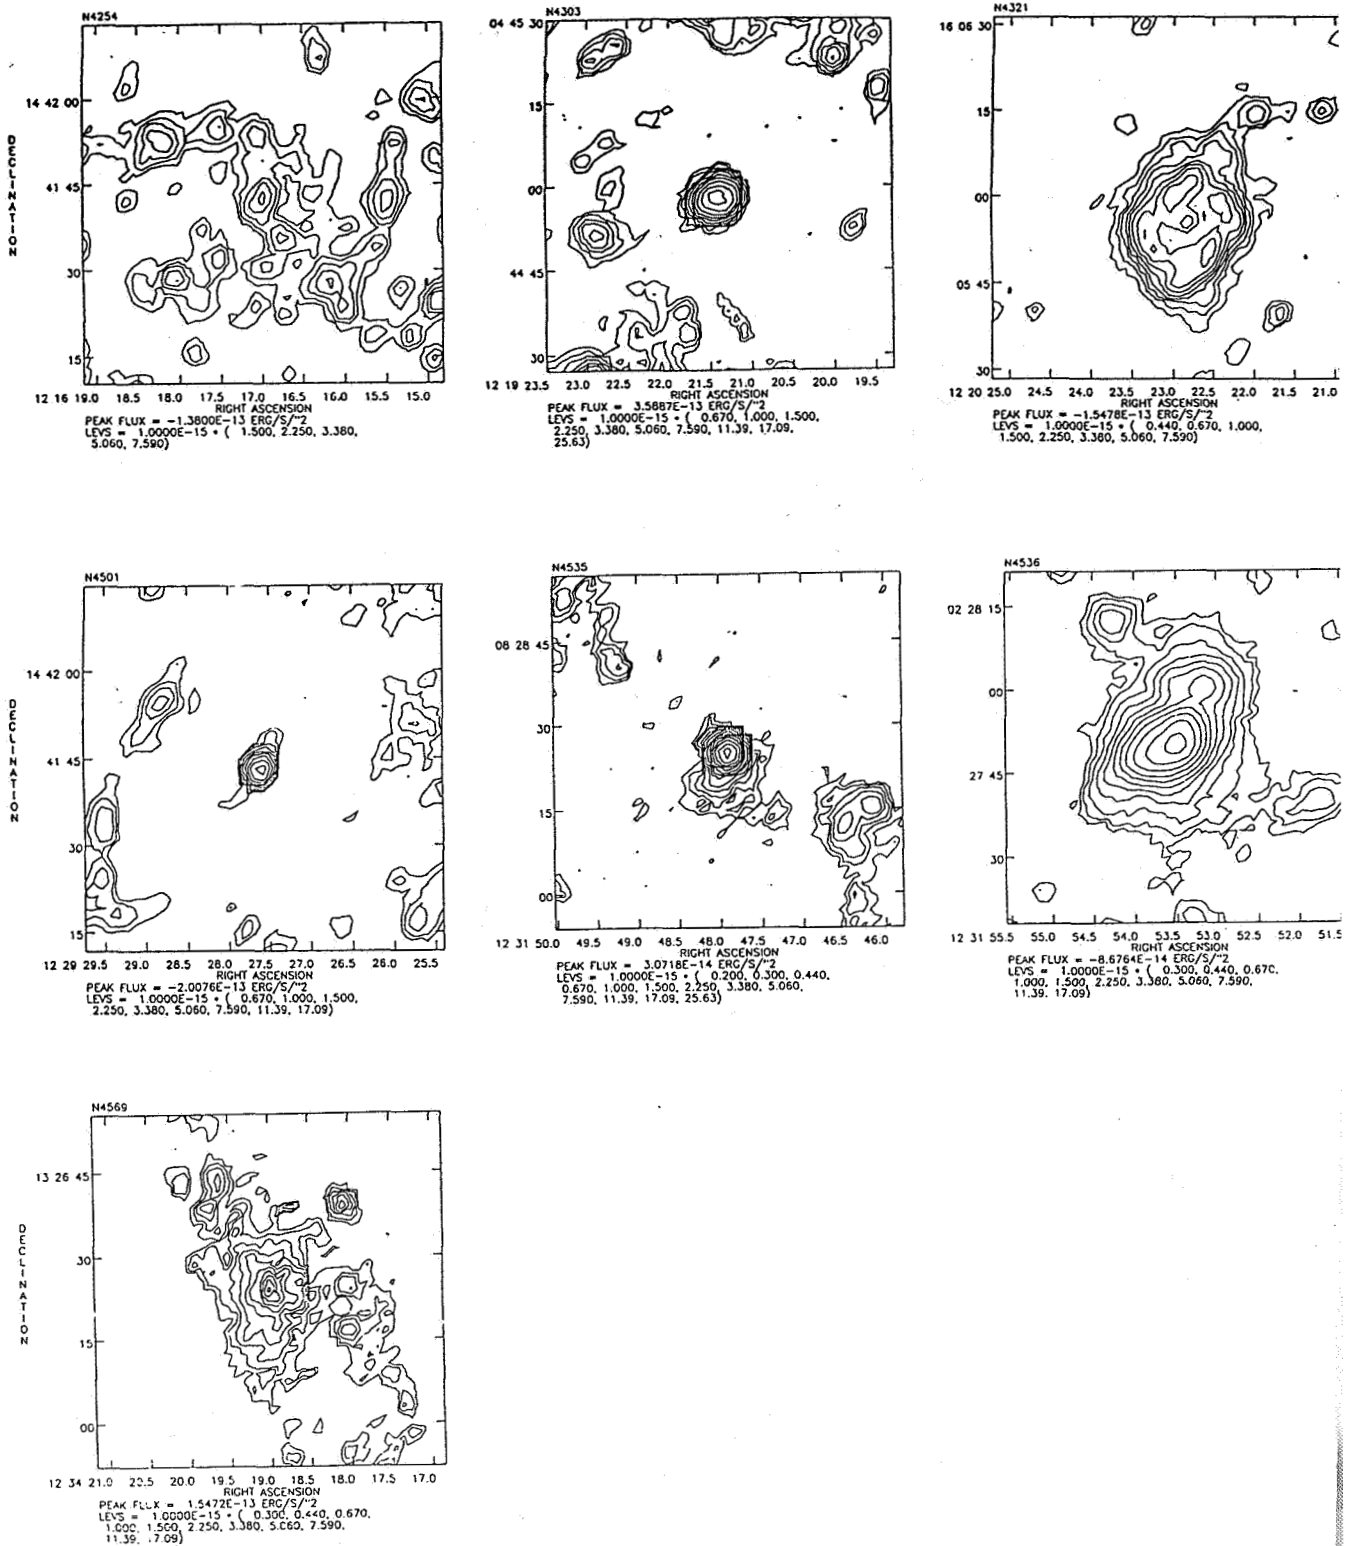 N4254
14 42 00
41 45
30
15
12 16 19.0 18.5 18.0 17.5 17.0 16.5 16.0 15.5 15.0
RIGHT ASCENSION
DECLINATION
PEAK FLUX = -1.3800E-13 ERG/S/"2
LEVS = 1.0000E-15 * ( 1.500, 2.250, 3.380,
5.060, 7.590)
N4303
04 45 30
15
00
44 45
30
12 19 23.5 23.0 22.5 22.0 21.5 21.0 20.5 20.0 19.5
RIGHT ASCENSION
PEAK FLUX = 3.5887E-13 ERG/S/"2
LEVS = 1.0000E-15 * ( 0.670, 1.000, 1.500,
2.250, 3.380, 5.060, 7.590, 11.39, 17.09,
25.63)
N4321
16 06 30
15
00
05 45
30
12 20 25.0 24.5 24.0 23.5 23.0 22.5 22.0 21.5 21.0
RIGHT ASCENSION
PEAK FLUX = -1.5478E-13 ERG/S/"2
LEVS = 1.0000E-15 * ( 0.440, 0.670, 1.000,
1.500, 2.250, 3.380, 5.060, 7.590)
N4501
14 42 00
41 45
30
15
12 29 29.5 29.0 28.5 28.0 27.5 27.0 26.5 26.0 25.5
RIGHT ASCENSION
DECLINATION
PEAK FLUX = -2.0076E-13 ERG/S/"2
LEVS = 1.0000E-15 * ( 0.670, 1.000, 1.500,
2.250, 3.380, 5.060, 7.590, 11.39, 17.09)
N4535
08 28 45
30
15
00
12 31 50.0 49.5 49.0 48.5 48.0 47.5 47.0 46.5 46.0
RIGHT ASCENSION
PEAK FLUX = 3.0718E-14 ERG/S/"2
LEVS = 1.0000E-15 * ( 0.200, 0.300, 0.440,
0.670, 1.000, 1.500, 2.250, 3.380, 5.060,
7.590, 11.39, 17.09, 25.63)
N4536
02 28 15
00
27 45
30
12 31 55.5 55.0 54.5 54.0 53.5 53.0 52.5 52.0 51.5
RIGHT ASCENSION
PEAK FLUX = -8.6764E-14 ERG/S/"2
LEVS = 1.0000E-15 * ( 0.300, 0.440, 0.670,
1.000, 1.500, 2.250, 3.380, 5.060, 7.590,
11.39, 17.09)
N4569
13 26 45
30
15
00
12 34 21.0 20.5 20.0 19.5 19.0 18.5 18.0 17.5 17.0
RIGHT ASCENSION
DECLINATION
PEAK FLUX = 1.5472E-13 ERG/S/"2
LEVS = 1.0000E-15 * ( 0.300, 0.440, 0.670,
1.000, 1.500, 2.250, 3.380, 5.060, 7.590,
11.39, 17.09)